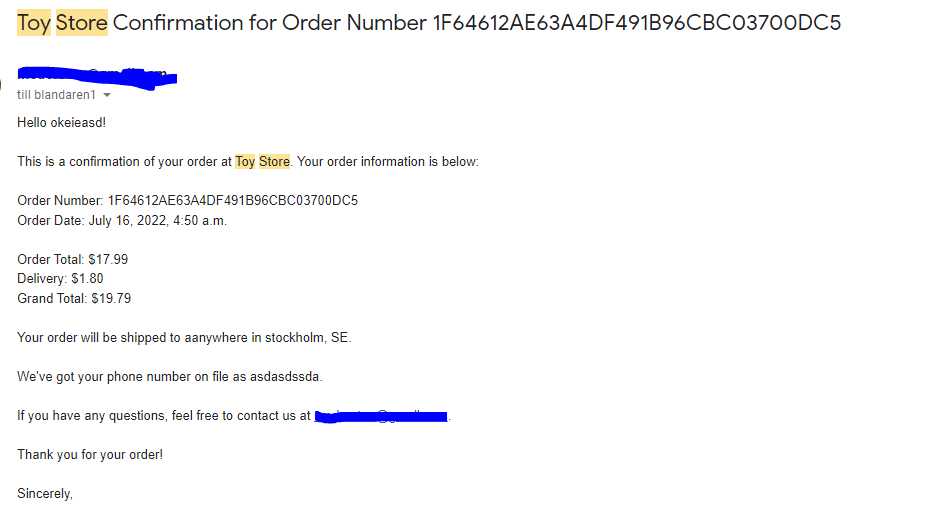 Toy Store Confirmation for Order Number 1F64612AE63A4DF491B96CBC03700DC5
till blandaren1
Hello okeieasd!
This is a confirmation of your order at Toy Store. Your order information is below:
Order Number: 1F64612AE63A4DF491B96CBC03700DC5
Order Date: July 16, 2022, 4:50 a.m.
Order Total: $17.99
Delivery: $1.80
Grand Total: $19.79
Your order will be shipped to aanywhere in stockholm, SE.
We've got your phone number on file as asdasdssda.
If you have any questions, feel free to contact us at .
Thank you for your order!
Sincerely,